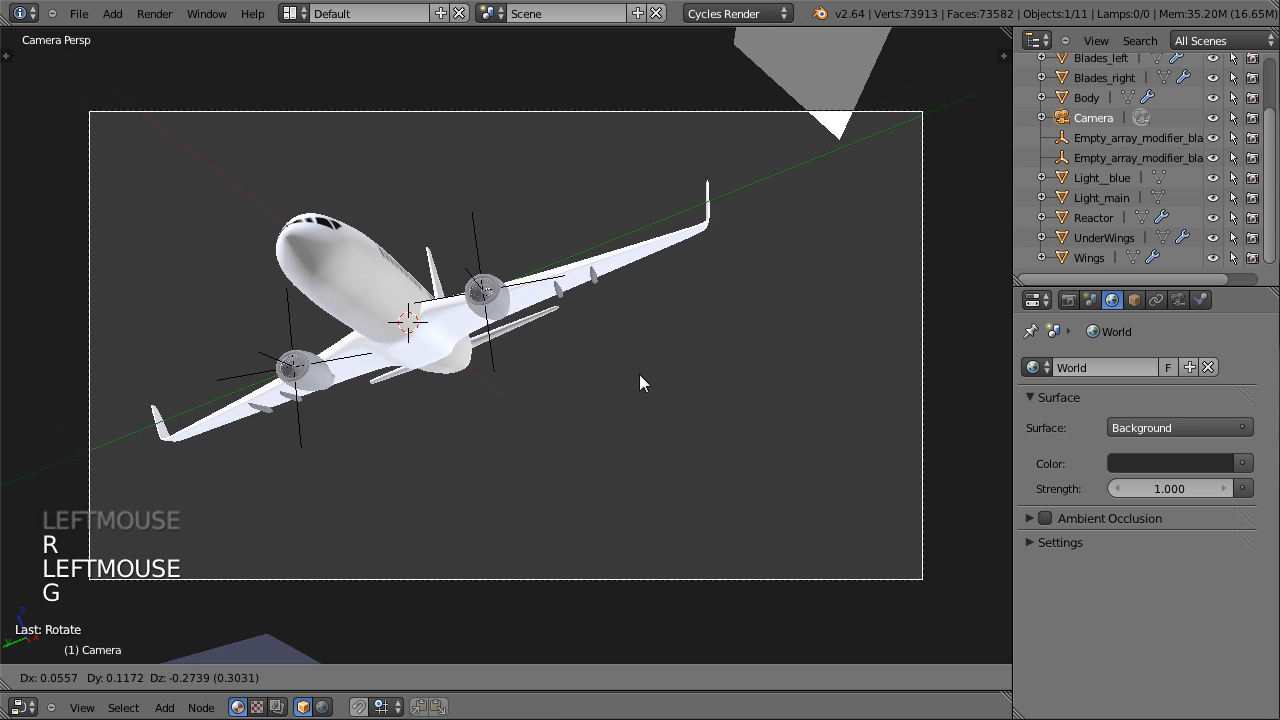 File Add Render Window Help Default Scene Cycles Render v2.64 | Verts:73913 | Faces:73582 | Objects:1/11 | Lamps:0/0 | Mem:35.20M (16.65M)
Camera Persp
View Search All Scenes
Blades_left
Blades_right
Body
Camera
Empty_array_modifier_bla
Empty_array_modifier_bla
Light__blue
Light_main
Reactor
UnderWings
Wings
World
World F
Surface
Surface: Background
Color:
Strength: 1.000
Ambient Occlusion
Settings
LEFTMOUSE
R
LEFTMOUSE
G
Last: Rotate
z
y x
(1) Camera
Dx: 0.0557 Dy: 0.1172 Dz: -0.2739 (0.3031)
View Select Add Node